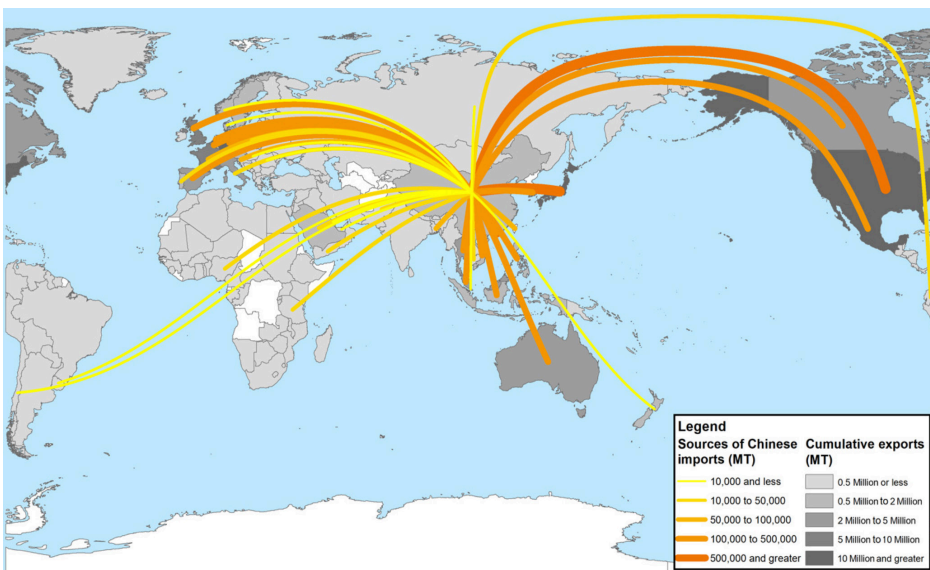 Legend
Sources of Chinese imports (MT)
10,000 and less
10,000 to 50,000
50,000 to 100,000
100,000 to 500,000
500,000 and greater
Cumulative exports (MT)
0.5 Million or less
0.5 Million to 2 Million
2 Million to 5 Million
5 Million to 10 Million
10 Million and greater